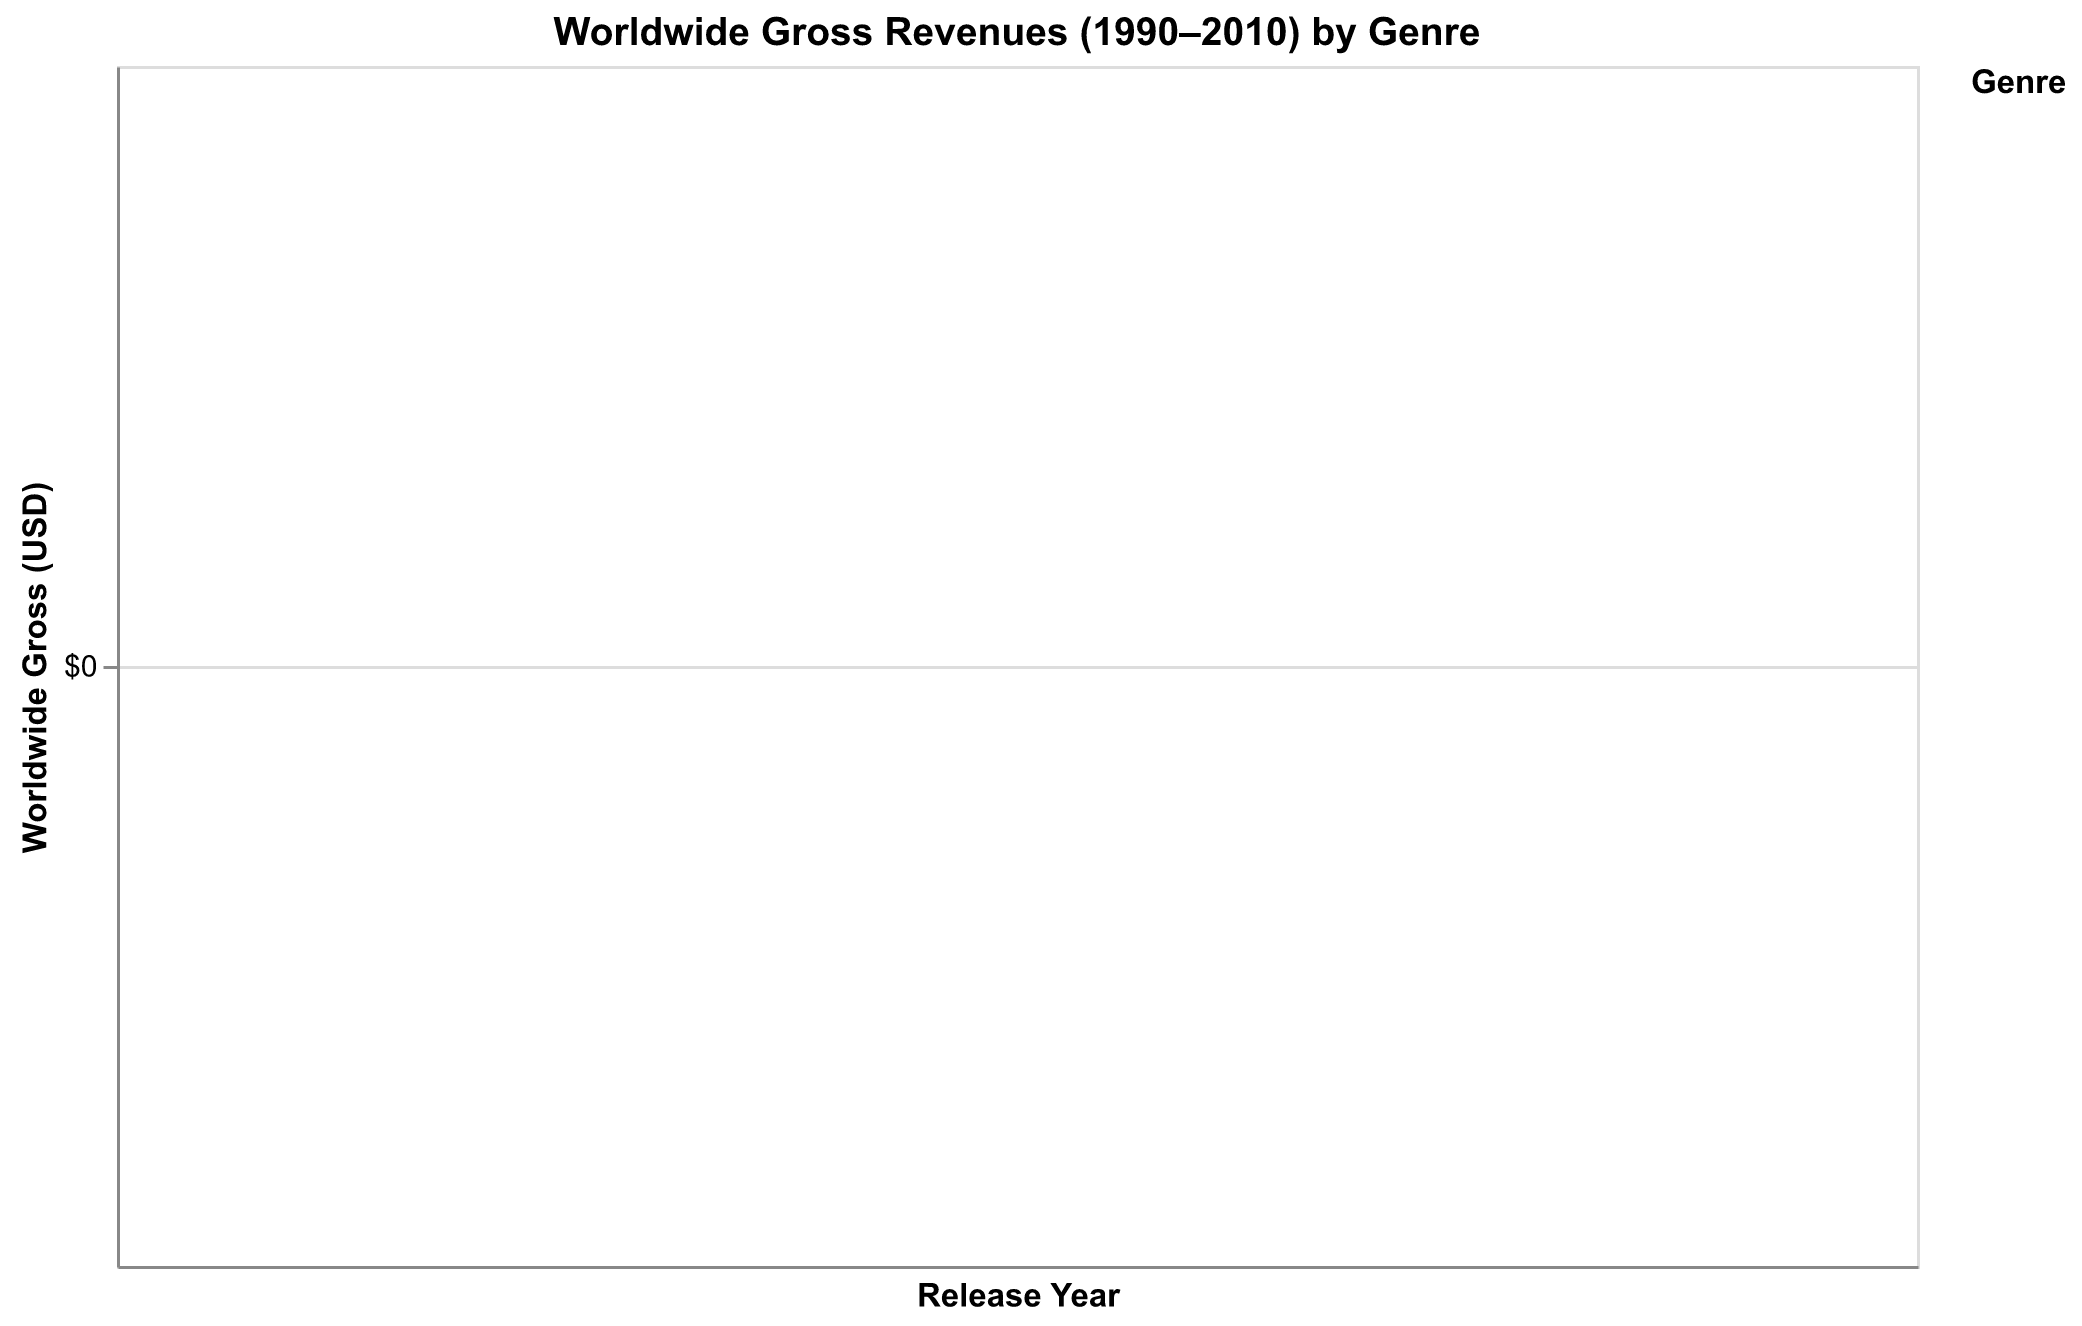 Worldwide Gross Revenues (1990–2010) by Genre
Genre
Worldwide Gross (USD)
$0
Release Year